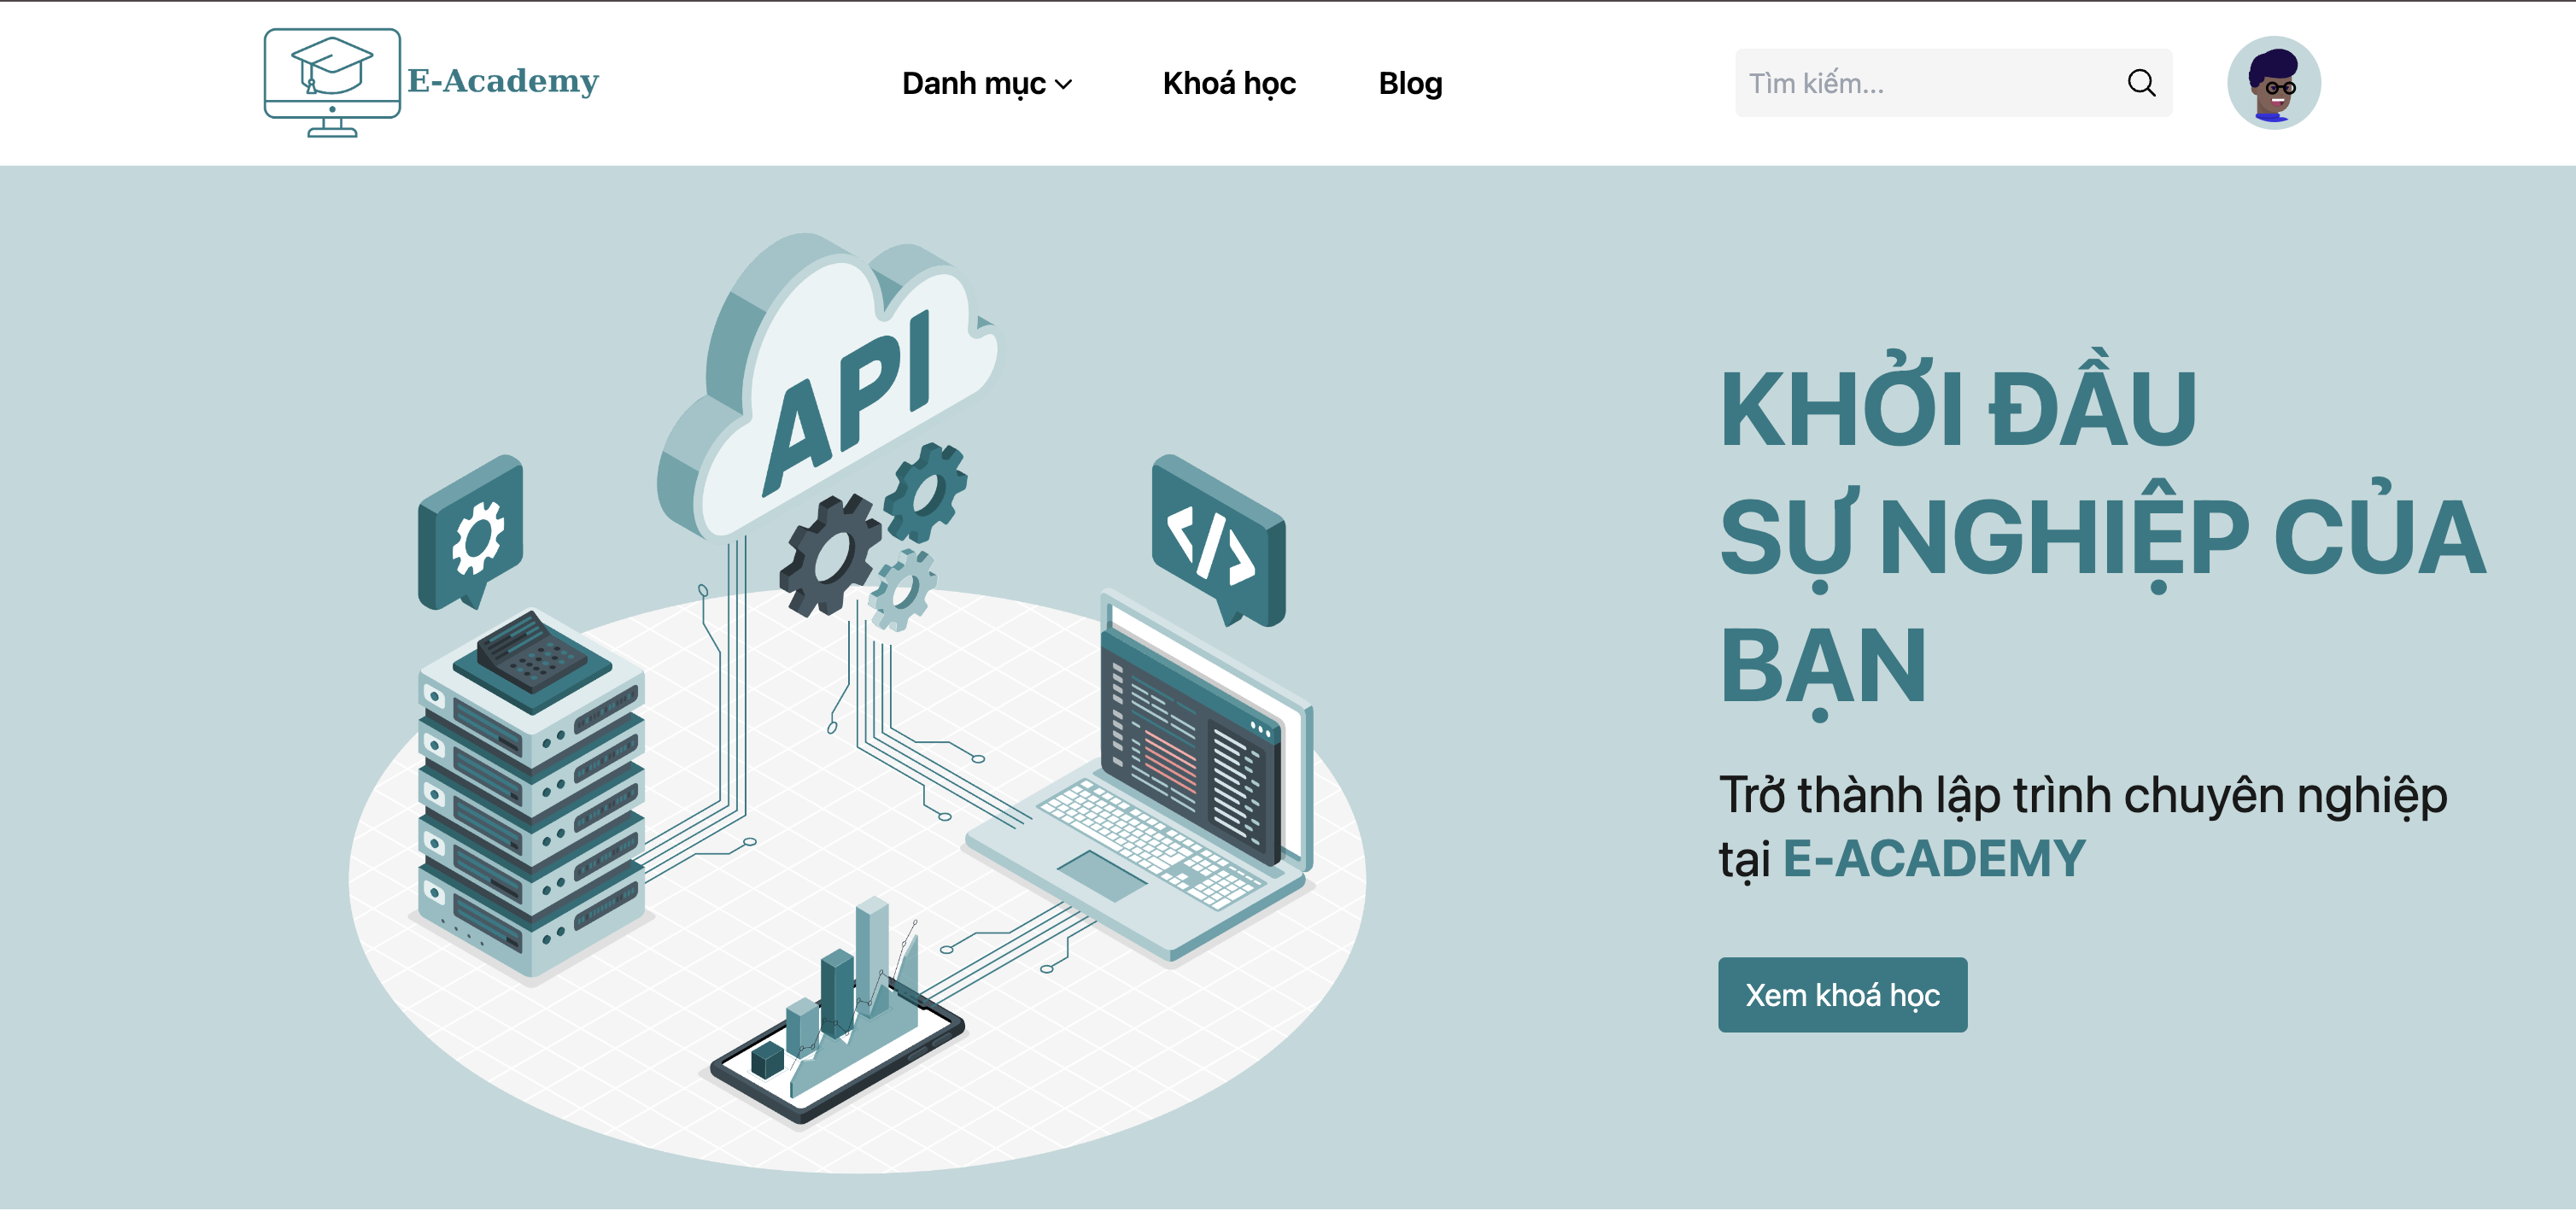 E-Academy
Danh mục
Khoá học
Blog
Tìm kiếm...
API
</>
KHỞI ĐẦU
SỰ NGHIỆP CỦA
BẠN
Trở thành lập trình chuyên nghiệp
tại E-ACADEMY
Xem khoá học